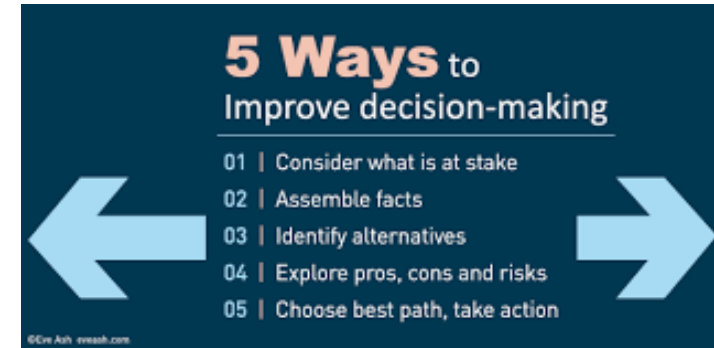 5 Ways to
Improve decision-making
01 | Consider what is at stake
02 | Assemble facts
03 | Identify alternatives
04 | Explore pros, cons and risks
05 | Choose best path, take action
©Eve Ash eveash.com